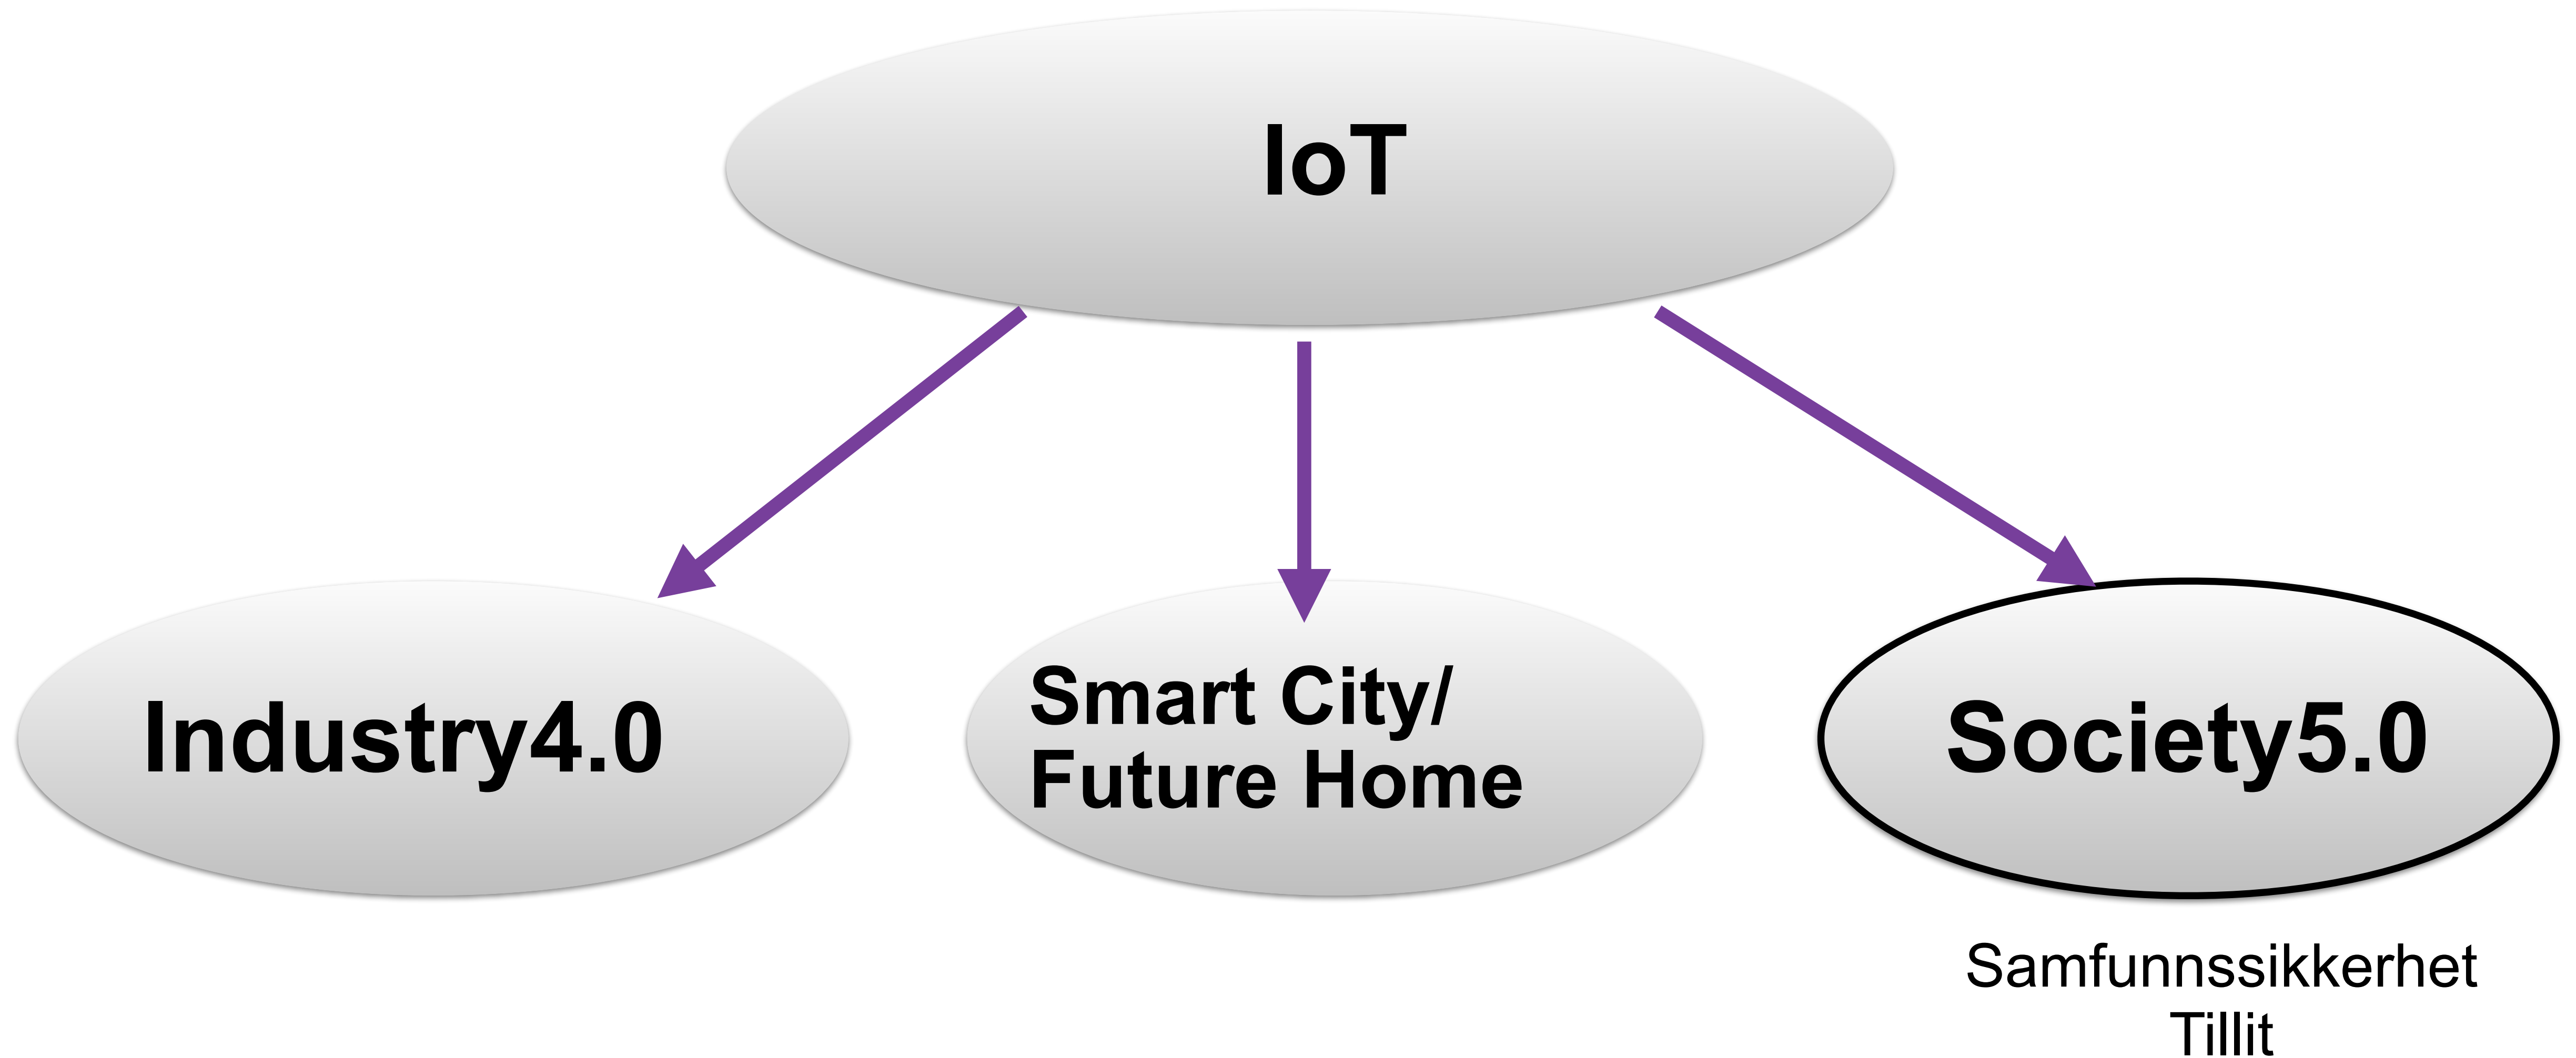 IoT
Industry4.0
Smart City/
Future Home
Society5.0
Samfunnssikkerhet
Tillit